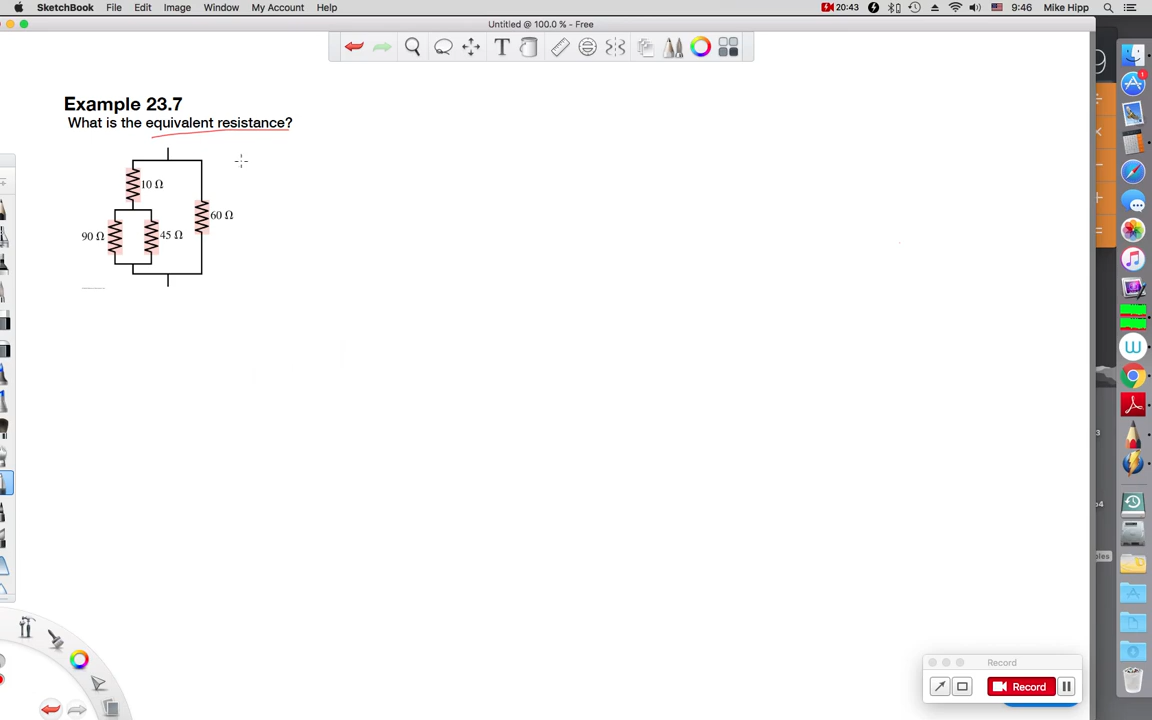 SketchBook File Edit Image Window My Account Help 20:43 9:46 Mike Hipp
Untitled @ 100.0 % - Free
T
Example 23.7
What is the equivalent resistance?
10 Ω
60 Ω
90 Ω
45 Ω
Record
Record